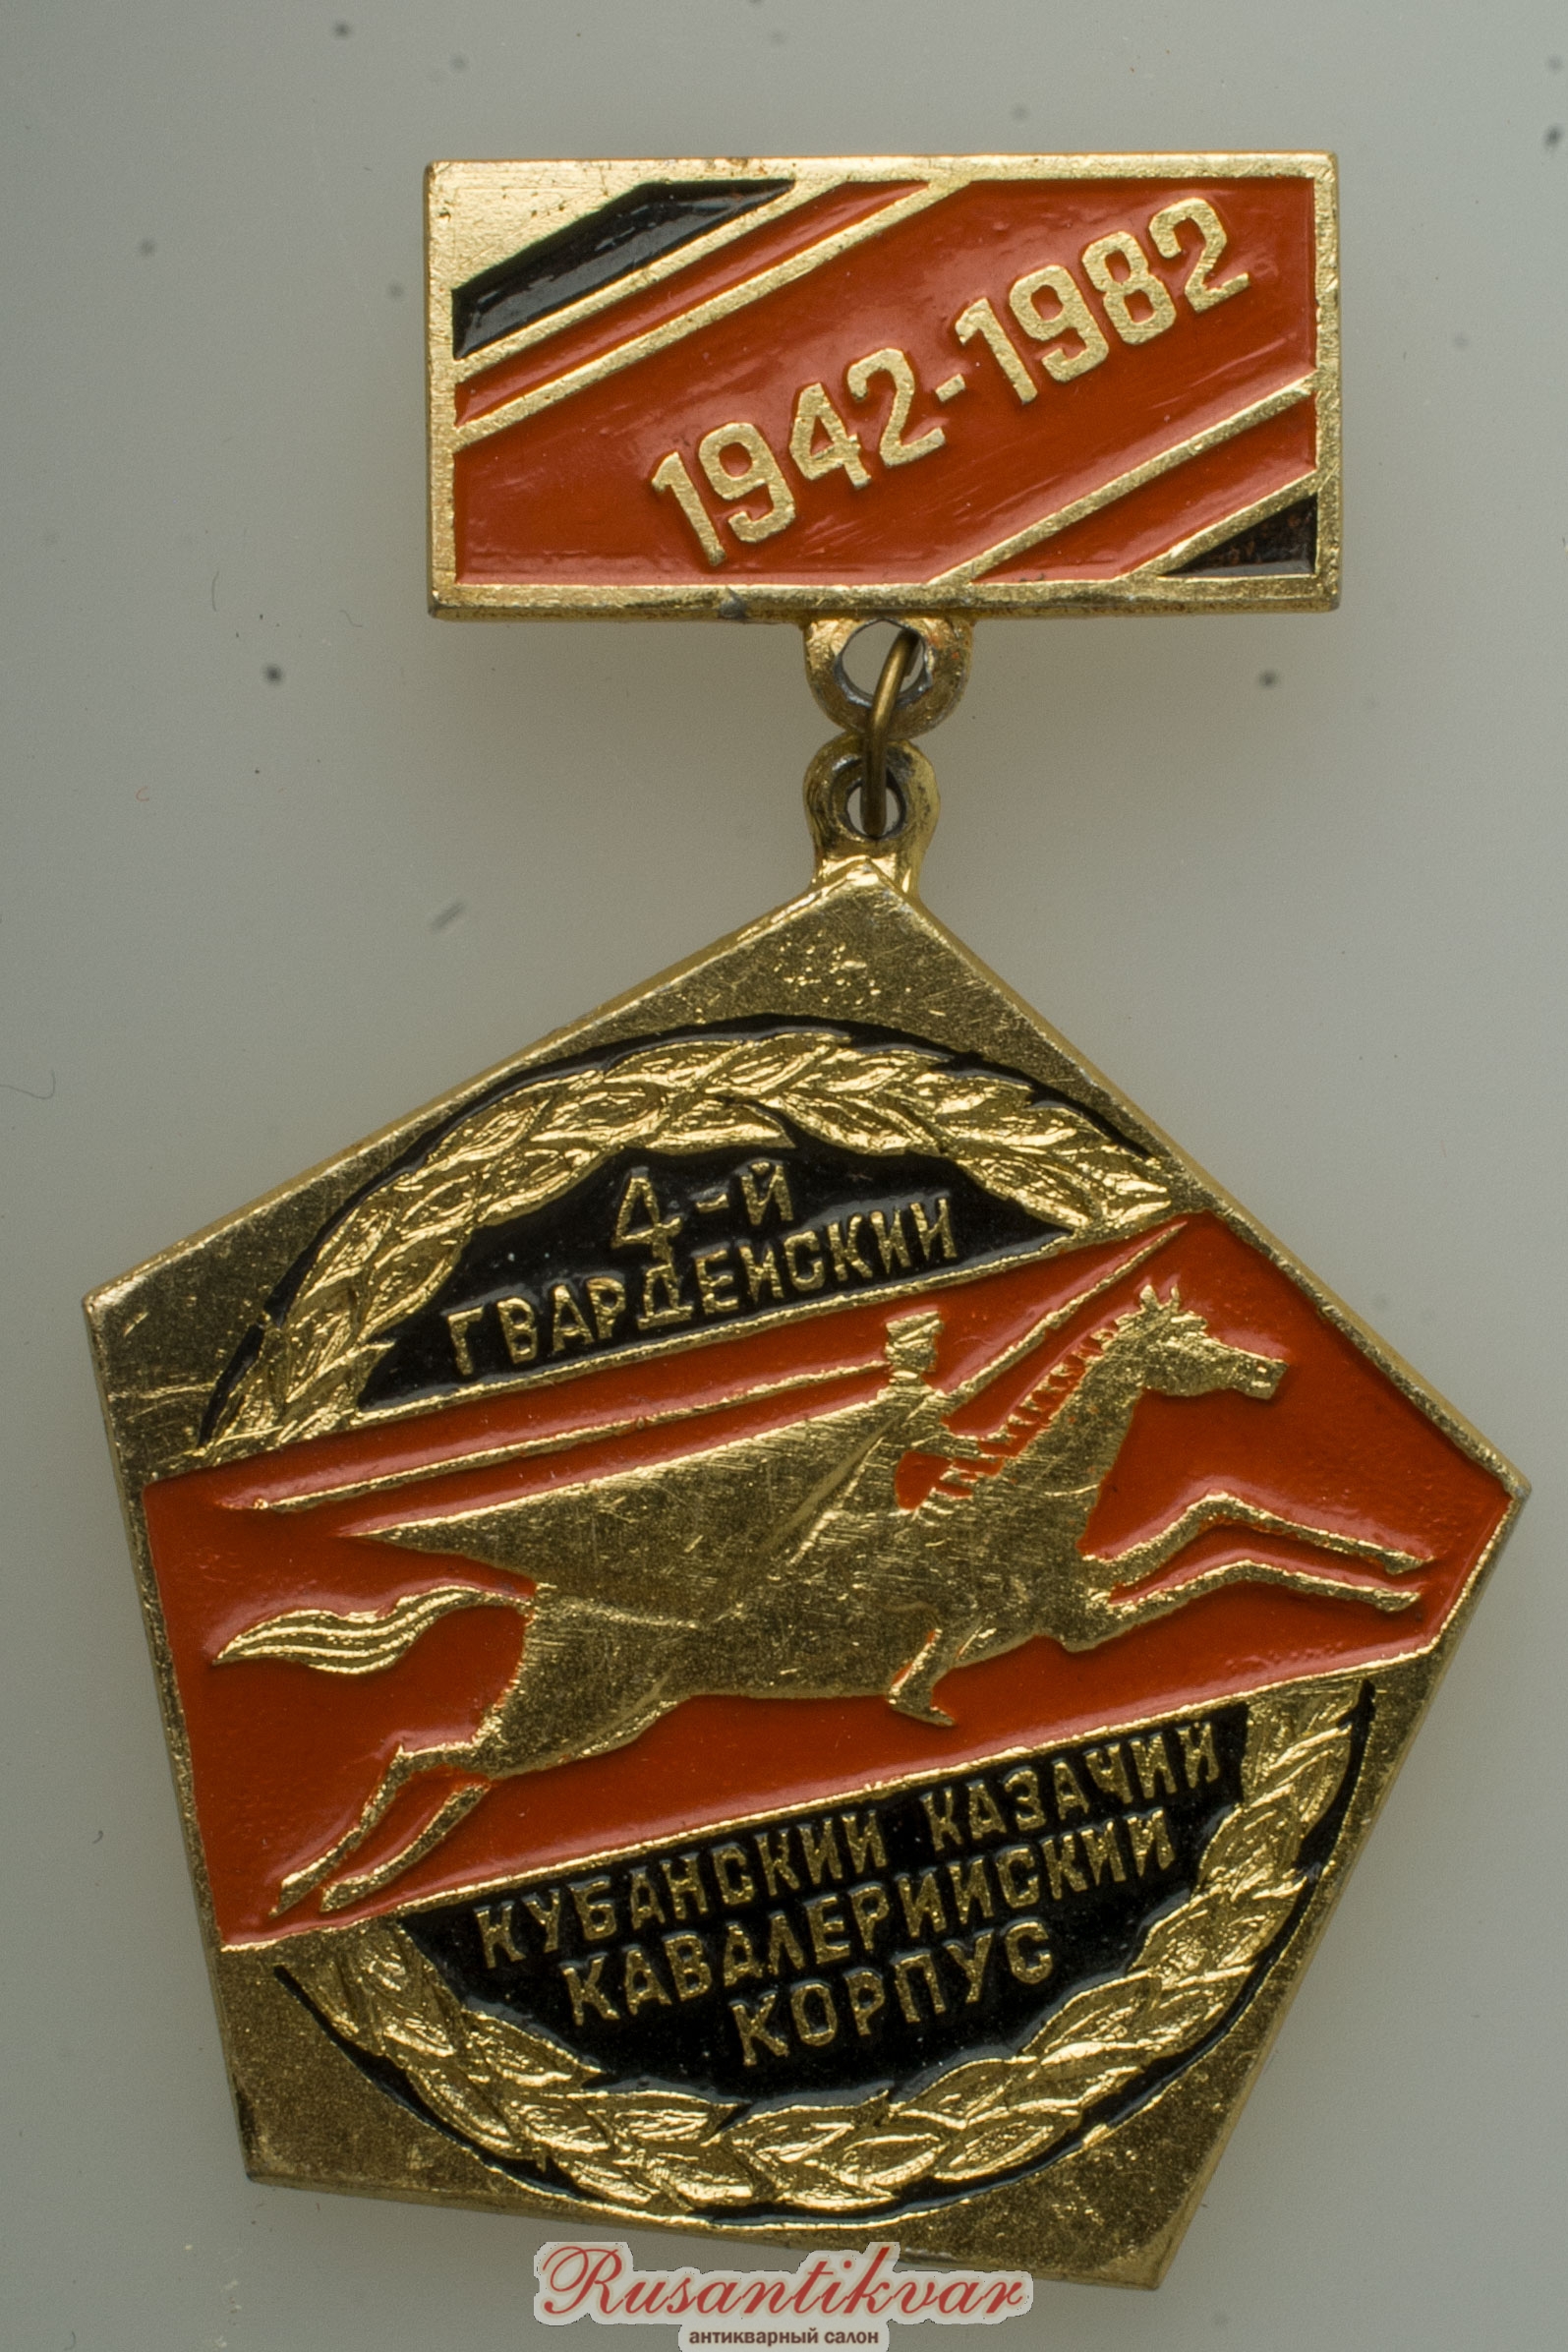 1942-1982
4-й
ГВАРДЕЙСКИЙ
КУБАНСКИЙ КАЗАЧИЙ
КАВАЛЕРИЙСКИЙ
КОРПУС
Rusantikvar
антикварный салон